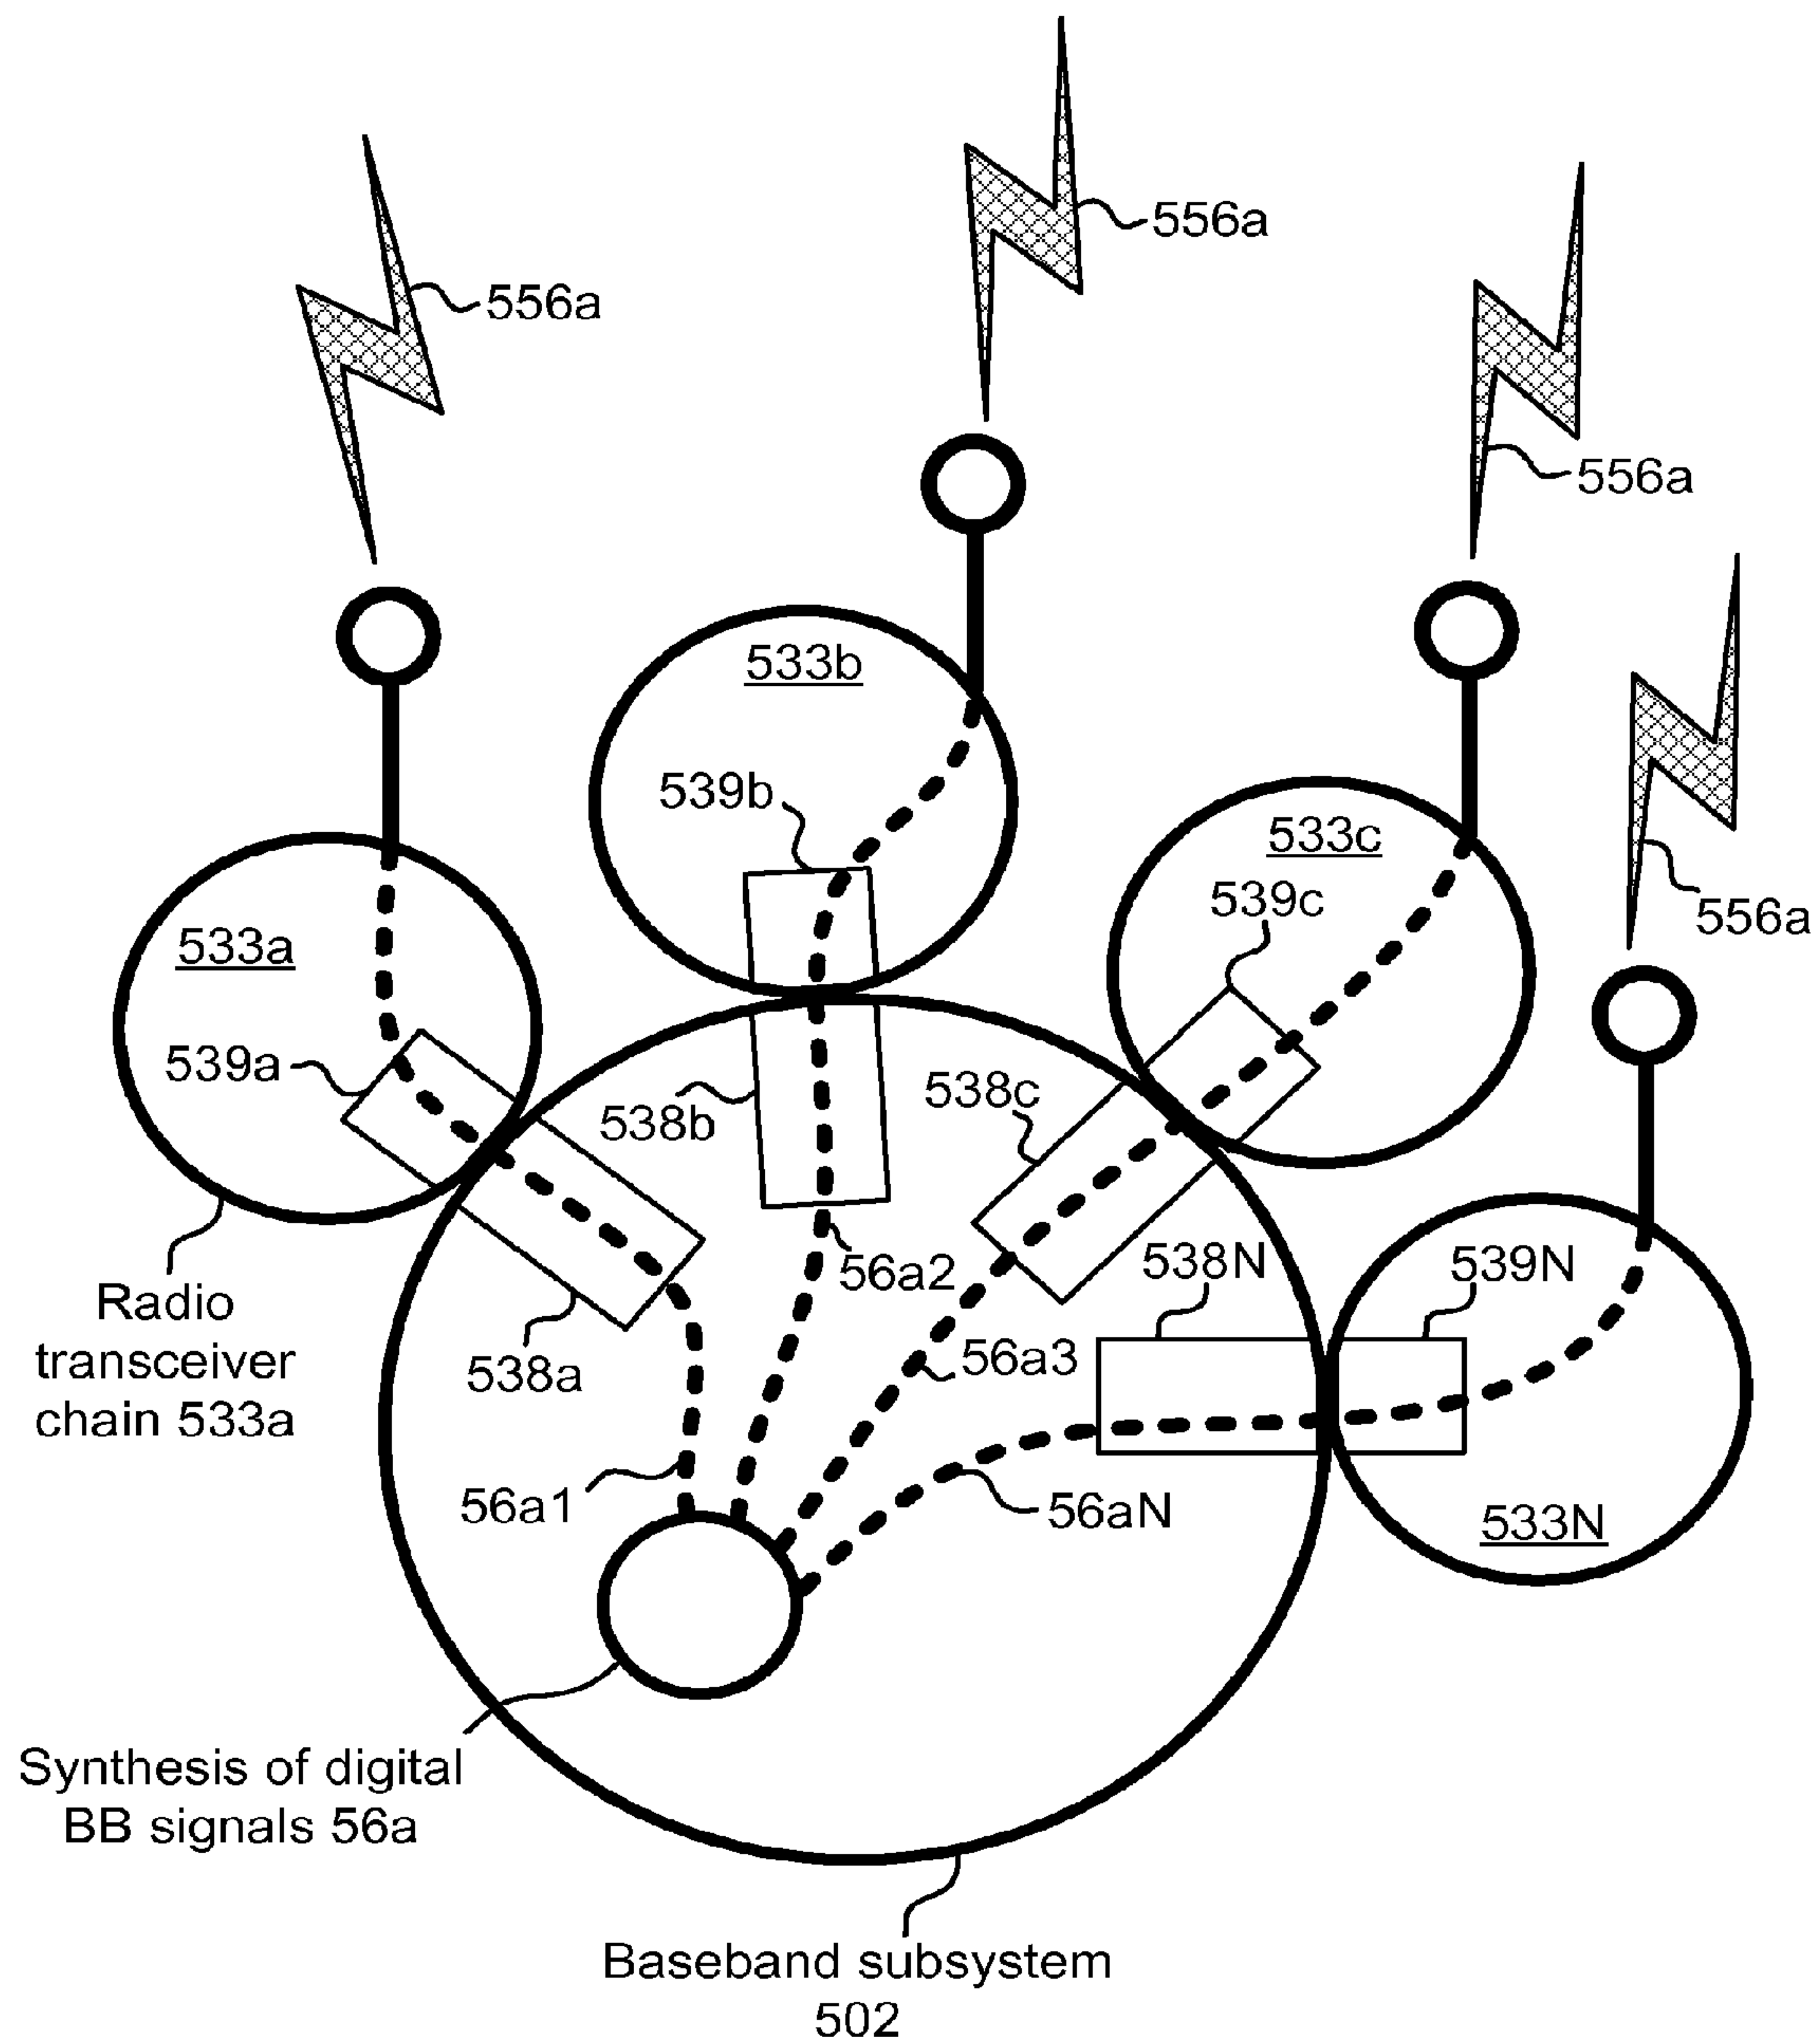 556a
556a
556a
556a
533b
539b
533c
539c
533a
539a
538b
538c
538N
539N
56a2
56a3
538a
56a1
56aN
533N
Radio
transceiver
chain 533a
Synthesis of digital
BB signals 56a
Baseband subsystem
502